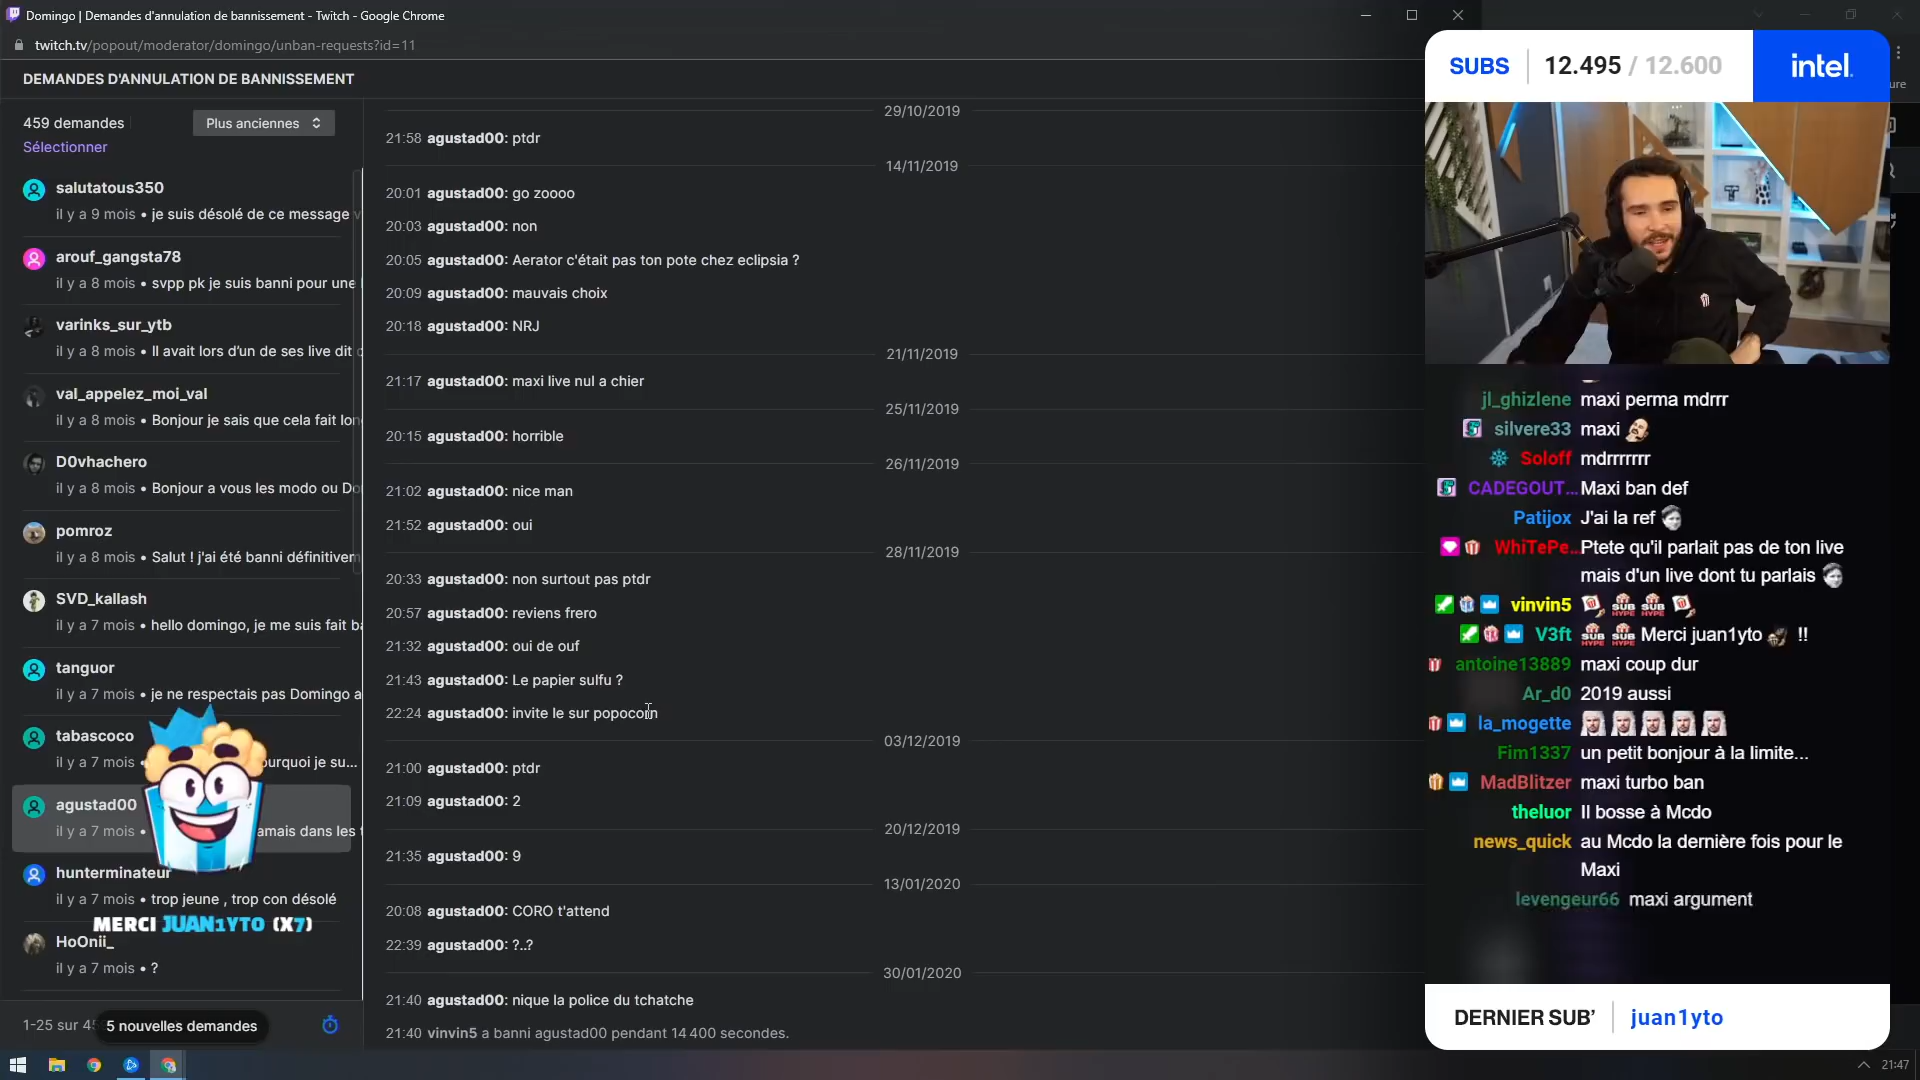 Domingo | Demandes d'annulation de bannissement - Twitch - Google Chrome
twitch.tv/popout/moderator/domingo/unban-requests?id=11
DEMANDES D'ANNULATION DE BANNISSEMENT
459 demandes
Plus anciennes
Sélectionner
salutatous350
il y a 9 mois • je suis désolé de ce message
arouf_gangsta78
il y a 8 mois • svpp pk je suis banni pour une
varinks_sur_ytb
il y a 8 mois • Il avait lors d'un de ses live dit
val_appelez_moi_val
il y a 8 mois • Bonjour je sais que cela fait lon
D0vhachero
il y a 8 mois • Bonjour a vous les modo ou Do
pomroz
il y a 8 mois • Salut ! j'ai été banni définitivem
SVD_kallash
il y a 7 mois • hello domingo, je me suis fait ba
tanguor
il y a 7 mois • je ne respectais pas Domingo a
tabascoco
il y a 7 mois • ourquoi je su...
agustad00
il y a 7 mois • amais dans les t
hunterminateur
il y a 7 mois • trop jeune , trop con désolé
MERCI JUAN1YTO (X7)
HoOnii_
il y a 7 mois • ?
1-25 sur 4
5 nouvelles demandes
29/10/2019
21:58 agustad00: ptdr
14/11/2019
20:01 agustad00: go zoooo
20:03 agustad00: non
20:05 agustad00: Aerator c'était pas ton pote chez eclipsia ?
20:09 agustad00: mauvais choix
20:18 agustad00: NRJ
21/11/2019
21:17 agustad00: maxi live nul a chier
25/11/2019
20:15 agustad00: horrible
26/11/2019
21:02 agustad00: nice man
21:52 agustad00: oui
28/11/2019
20:33 agustad00: non surtout pas ptdr
20:57 agustad00: reviens frero
21:32 agustad00: oui de ouf
21:43 agustad00: Le papier sulfu ?
22:24 agustad00: invite le sur popocorn
03/12/2019
21:00 agustad00: ptdr
21:09 agustad00: 2
20/12/2019
21:35 agustad00: 9
13/01/2020
20:08 agustad00: CORO t'attend
22:39 agustad00: ?..?
30/01/2020
21:40 agustad00: nique la police du tchatche
21:40 vinvin5 a banni agustad00 pendant 14 400 secondes.
SUBS 12.495 / 12.600
intel.
ure
jl_ghizlene maxi perma mdrrr
silvere33 maxi
Soloff mdrrrrrrr
CADEGOUT... Maxi ban def
Patijox J'ai la ref
WhiTePe... Ptete qu'il parlait pas de ton live
mais d'un live dont tu parlais
vinvin5 SUB HYPE SUB HYPE
V3ft SUB HYPE SUB HYPE Merci juan1yto !!
antoine13889 maxi coup dur
Ar_d0 2019 aussi
la_mogette
Fim1337 un petit bonjour à la limite...
MadBlitzer maxi turbo ban
theluor Il bosse à Mcdo
news_quick au Mcdo la dernière fois pour le
Maxi
levengeur66 maxi argument
DERNIER SUB' juan1yto
21:47